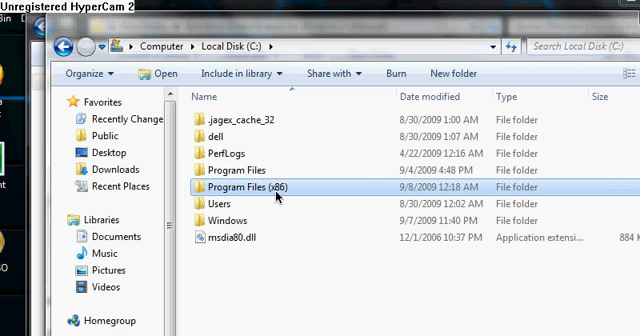 Unregistered HyperCam 2
Computer ▸ Local Disk (C:) ▸
Search Local Disk (C:)
Organize Open Include in library Share with Burn New folder
Name Date modified Type Size
Favorites
Recently Change
Public
Desktop
Downloads
Recent Places
Libraries
Documents
Music
Pictures
Videos
Homegroup
.jagex_cache_32 8/30/2009 1:00 AM File folder
dell 8/30/2009 1:07 AM File folder
PerfLogs 4/22/2009 12:16 AM File folder
Program Files 9/4/2009 4:48 PM File folder
Program Files (x86) 9/8/2009 12:18 AM File folder
Users 8/30/2009 12:02 AM File folder
Windows 9/7/2009 11:40 PM File folder
msdia80.dll 12/1/2006 10:37 PM Application extensi... 884 K